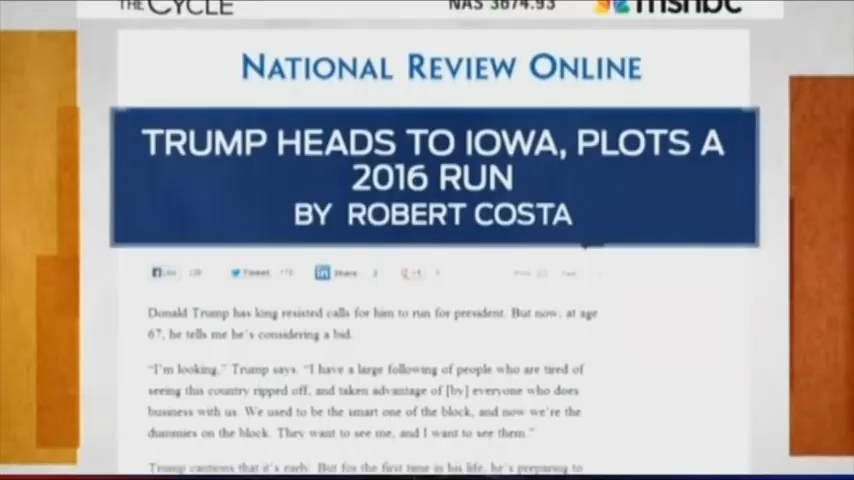 THE CYCLE NAS 3674.93 msnbc
NATIONAL REVIEW ONLINE
TRUMP HEADS TO IOWA, PLOTS A
2016 RUN
BY ROBERT COSTA
Like Tweet in Share
Donald Trump has long resisted calls for him to run for president. But now, at age
67, he tells me he's considering a bid.
"I'm looking," Trump says. "I have a large following of people who are tired of
seeing this country ripped off, and taken advantage of [by] everyone who does
business with us. We used to be the smart one of the block, and now we're the
dummies on the block. They want to see me, and I want to see them."
Trump cautions that it's early. But for the first time in his life, he's preparing to